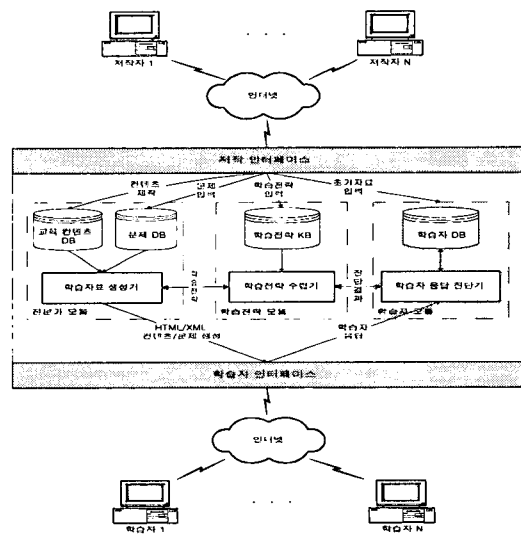 . . .
저작자 1
저작자 N
인터넷
저작 인터페이스
컨텐츠
제작
문제
입력
학습전략
입력
초기자료
입력
교육 컨텐츠
DB
문제 DB
학습전략 KB
학습자 DB
학습자료 생성기
학습
전략
학습전략 수립기
진단
결과
학습자 응답 진단기
전문가 모듈
학습전략 모듈
학습자 모듈
HTML/XML
컨텐츠/문제 생성
학습자
응답
학습자 인터페이스
인터넷
. . .
학습자 1
학습자 N